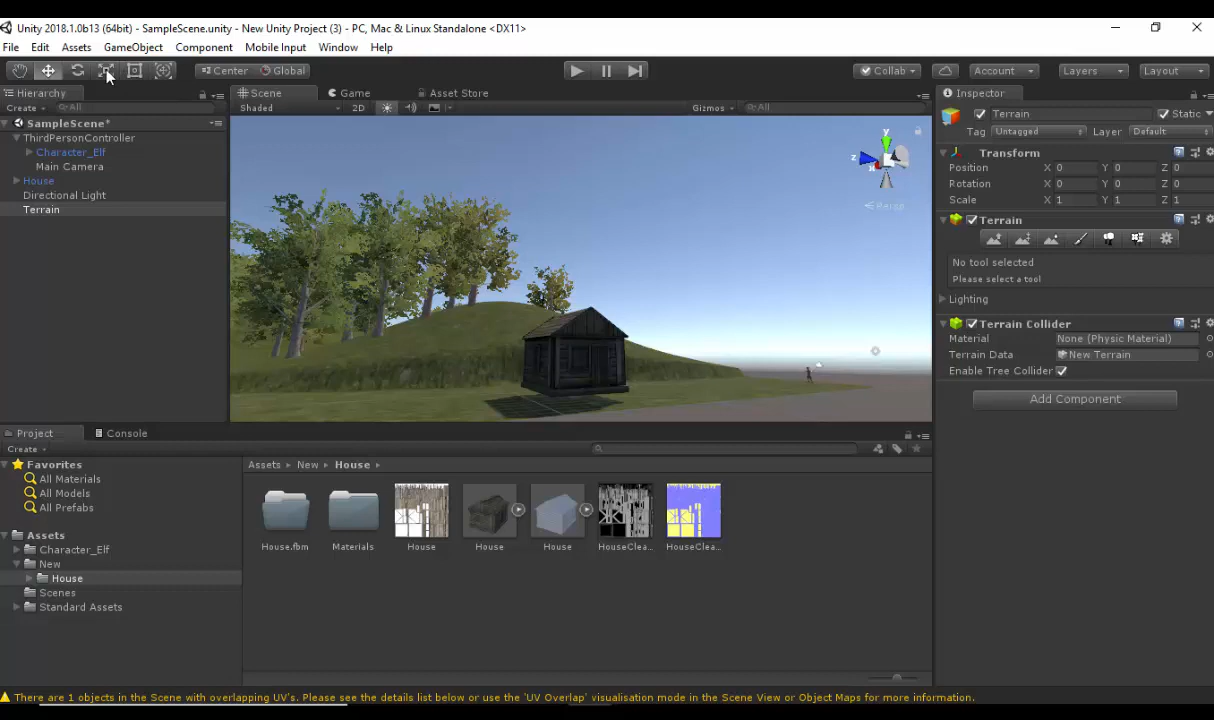 Unity 2018.1.0b13 (64bit) - SampleScene.unity - New Unity Project (3) - PC, Mac & Linux Standalone <DX11>
File Edit Assets GameObject Component Mobile Input Window Help
Center Global Collab Account Layers Layout
Hierarchy Scene Game Asset Store Inspector
Create All Shaded 2D Gizmos All
SampleScene*
ThirdPersonController
Character_Elf
Main Camera
House
Directional Light
Terrain
y
z
x
Persp
Terrain Static
Tag Untagged Layer Default
Transform
Position X 0 Y 0 Z 0
Rotation X 0 Y 0 Z 0
Scale X 1 Y 1 Z 1
Terrain
No tool selected
Please select a tool
Lighting
Terrain Collider
Material None (Physic Material)
Terrain Data New Terrain
Enable Tree Collider
Add Component
Project Console
Create
Favorites
All Materials
All Models
All Prefabs
Assets
Character_Elf
New
House
Scenes
Standard Assets
Assets New House
House.fbm Materials House House House HouseClea... HouseClea...
There are 1 objects in the Scene with overlapping UV's. Please see the details list below or use the 'UV Overlap' visualisation mode in the Scene View or Object Maps for more information.